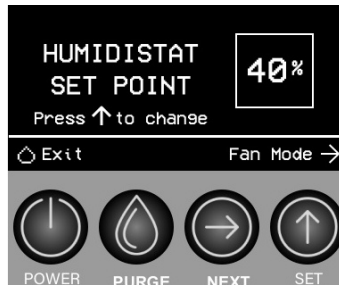 HUMIDISTAT
SET POINT
40%
Press ↑ to change
Exit
Fan Mode →
POWER
PURGE
NEXT
SET